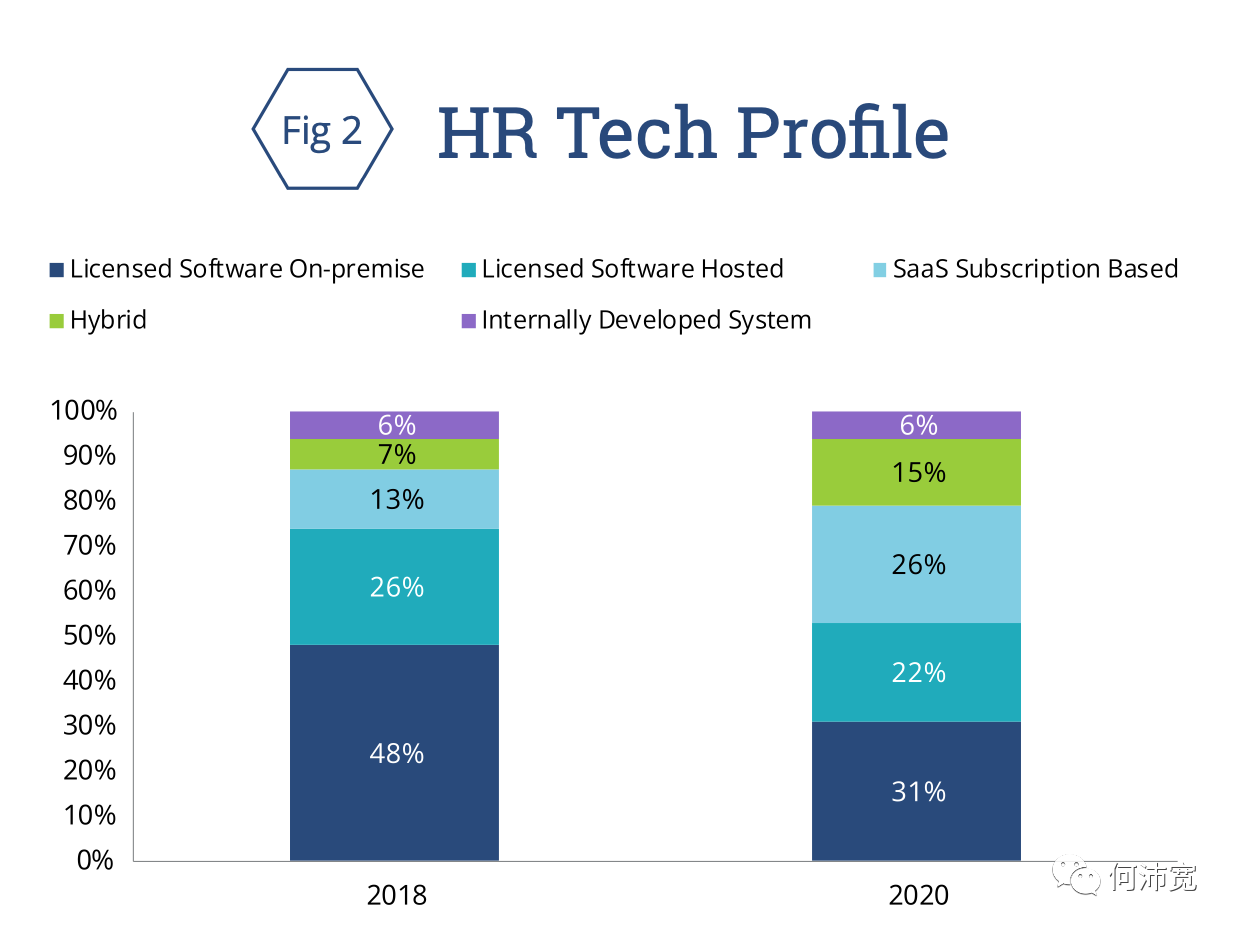 Fig 2 HR Tech Profile
Licensed Software On-premise Licensed Software Hosted SaaS Subscription Based
Hybrid Internally Developed System
100% 6% 6%
90% 7% 15%
80% 13%
70%
60% 26% 26%
50%
40% 22%
30%
20% 48% 31%
10%
0%
2018 2020
何沛宽